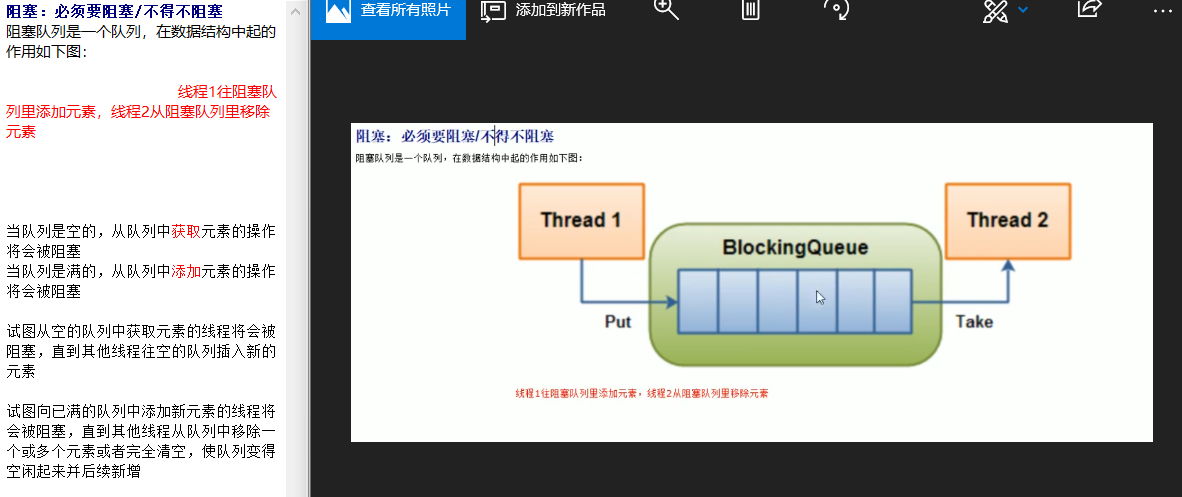 阻塞：必须要阻塞/不得不阻塞
阻塞队列是一个队列，在数据结构中起的
作用如下图：
线程1往阻塞队
列里添加元素，线程2从阻塞队列里移除
元素
当队列是空的，从队列中获取元素的操作
将会被阻塞
当队列是满的，从队列中添加元素的操作
将会被阻塞
试图从空的队列中获取元素的线程将会被
阻塞，直到其他线程往空的队列插入新的
元素
试图向已满的队列中添加新元素的线程将
会被阻塞，直到其他线程从队列中移除一
个或多个元素或者完全清空，使队列变得
空闲起来并后续新增
查看所有照片
添加到新作品
阻塞：必须要阻塞/不得不阻塞
阻塞队列是一个队列，在数据结构中起的作用如下图：
Thread 1
Thread 2
BlockingQueue
Put
Take
线程1往阻塞队列里添加元素，线程2从阻塞队列里移除元素